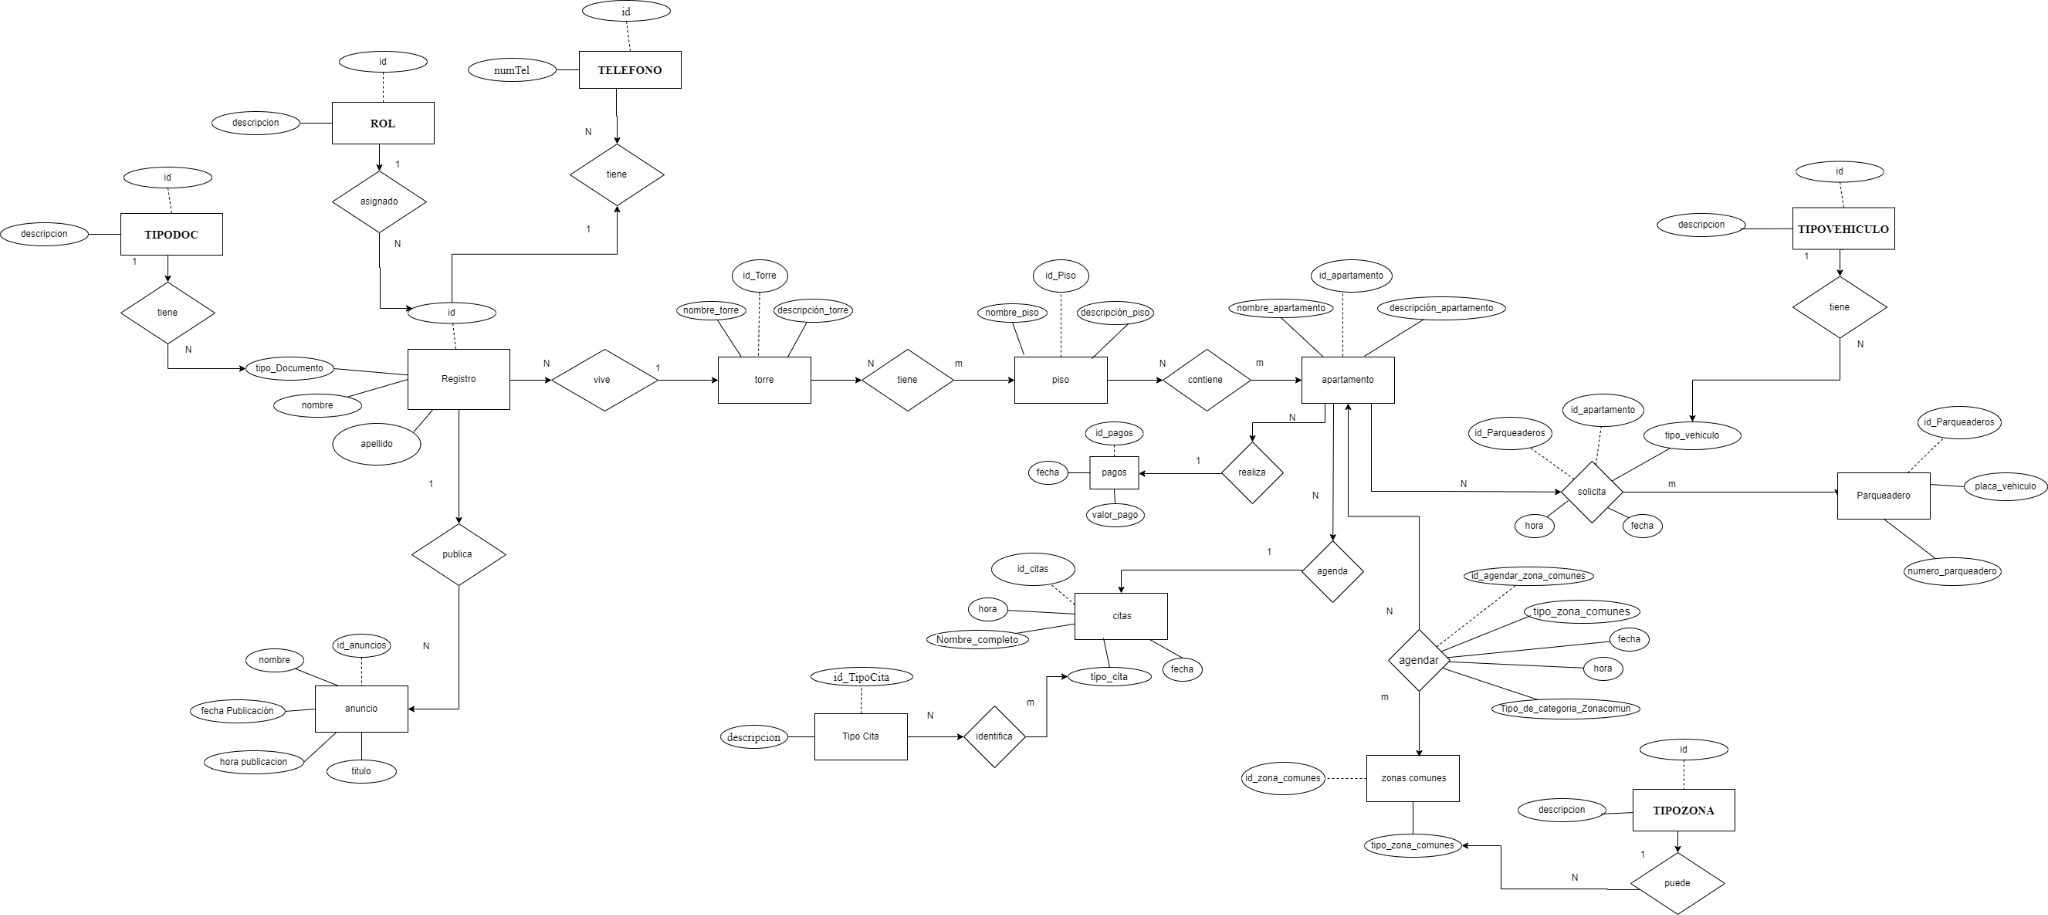 id
numTel
TELEFONO
id
descripcion
ROL
N
1
tiene
id
asignado
id
descripcion
TIPODOC
N
1
descripcion
TIPOVEHICULO
1
1
tiene
id_Torre
id_Piso
id_apartamento
tiene
id
nombre_torre
descripción_torre
nombre_piso
descripción_piso
nombre_apartamento
descripción_apartamento
N
N
tipo_Documento
Registro
N
vive
1
torre
N
tiene
m
piso
N
contiene
m
apartamento
nombre
apellido
id_pagos
N
id_Parqueaderos
id_apartamento
tipo_vehiculo
id_Parqueaderos
fecha
pagos
1
realiza
1
N
N
solicita
m
Parqueadero
placa_vehiculo
valor_pago
hora
fecha
publica
id_citas
1
agenda
id_agendar_zona_comunes
numero_parqueadero
hora
citas
N
tipo_zona_comunes
Nombre_completo
fecha
id_anuncios
N
nombre
agendar
hora
id_TipoCita
tipo_cita
fecha
m
fecha Publicación
anuncio
N
m
Tipo_de_categoria_Zonacomun
descripcion
Tipo Cita
identifica
hora publicacion
titulo
id
id_zona_comunes
zonas comunes
descripcion
TIPOZONA
tipo_zona_comunes
1
N
puede